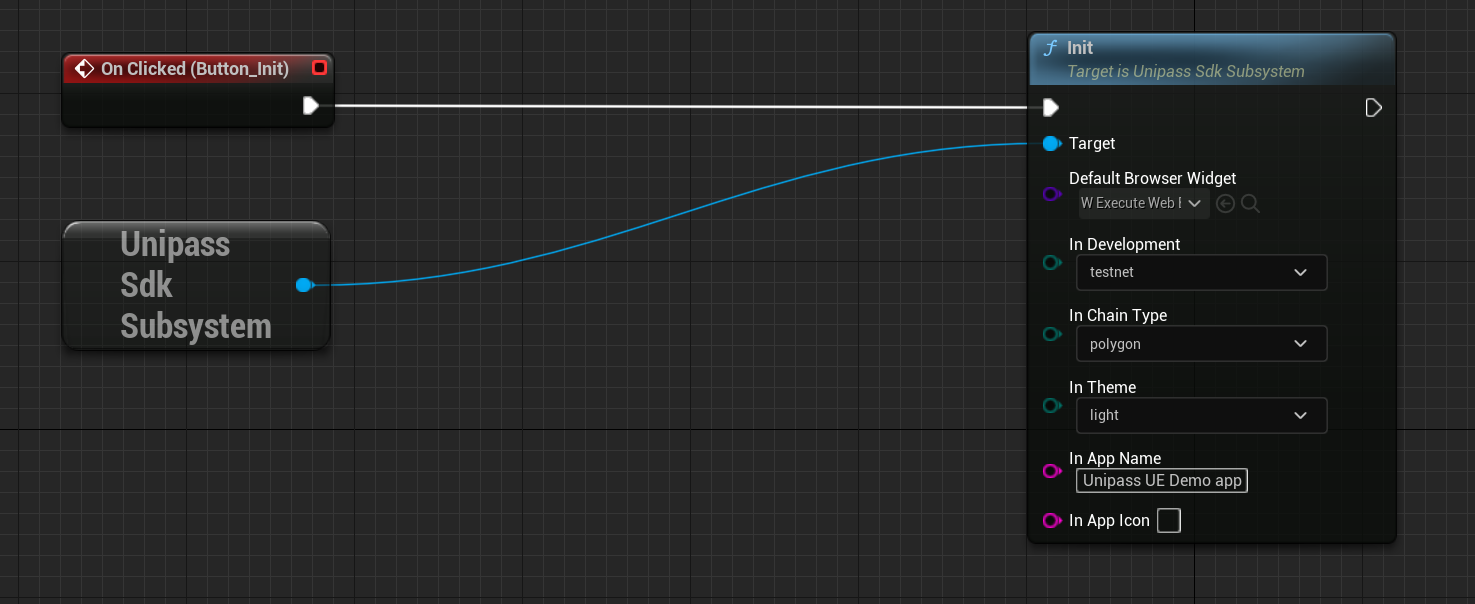 On Clicked (Button_Init)
Unipass
Sdk
Subsystem
f Init
Target is Unipass Sdk Subsystem
Target
Default Browser Widget
W Execute Web
In Development
testnet
In Chain Type
polygon
In Theme
light
In App Name
Unipass UE Demo app
In App Icon